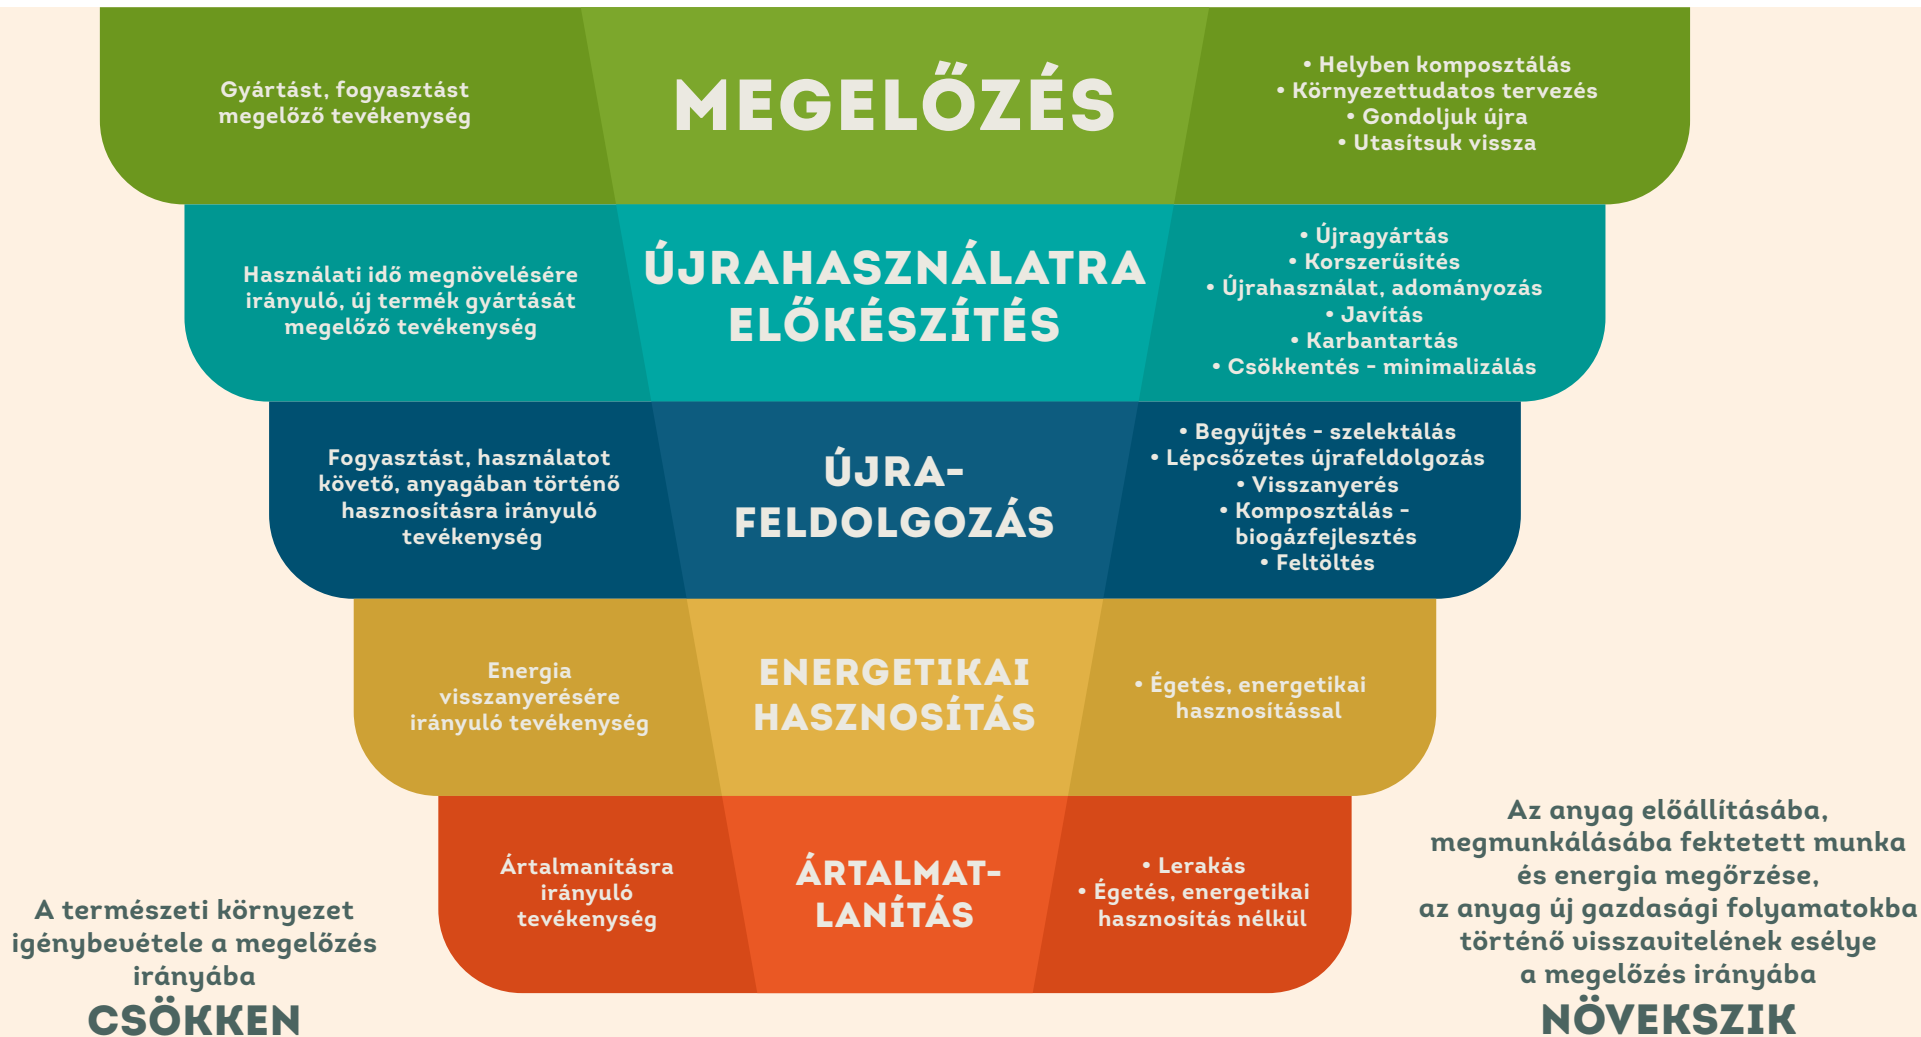 Gyártást, fogyasztást
megelőző tevékenység
MEGELŐZÉS
• Helyben komposztálás
• Környezettudatos tervezés
• Gondoljuk újra
• Utasítsuk vissza
Használati idő megnövelésére
irányuló, új termék gyártását
megelőző tevékenység
ÚJRAHASZNÁLATRA
ELŐKÉSZÍTÉS
• Újragyártás
• Korszerűsítés
• Újrahasználat, adományozás
• Javítás
• Karbantartás
• Csökkentés - minimalizálás
Fogyasztást, használatot
követő, anyagában történő
hasznosításra irányuló
tevékenység
ÚJRA-
FELDOLGOZÁS
• Begyűjtés - szelektálás
• Lépcsőzetes újrafeldolgozás
• Visszanyerés
• Komposztálás -
biogázfejlesztés
• Feltöltés
Energia
visszanyerésére
irányuló tevékenység
ENERGETIKAI
HASZNOSÍTÁS
• Égetés, energetikai
hasznosítással
Ártalmanításra
irányuló
tevékenység
ÁRTALMAT-
LANÍTÁS
• Lerakás
• Égetés, energetikai
hasznosítás nélkül
A természeti környezet
igénybevétele a megelőzés
irányába
CSÖKKEN
Az anyag előállításába,
megmunkálásába fektetett munka
és energia megőrzése,
az anyag új gazdasági folyamatokba
történő visszavitelének esélye
a megelőzés irányába
NÖVEKSZIK